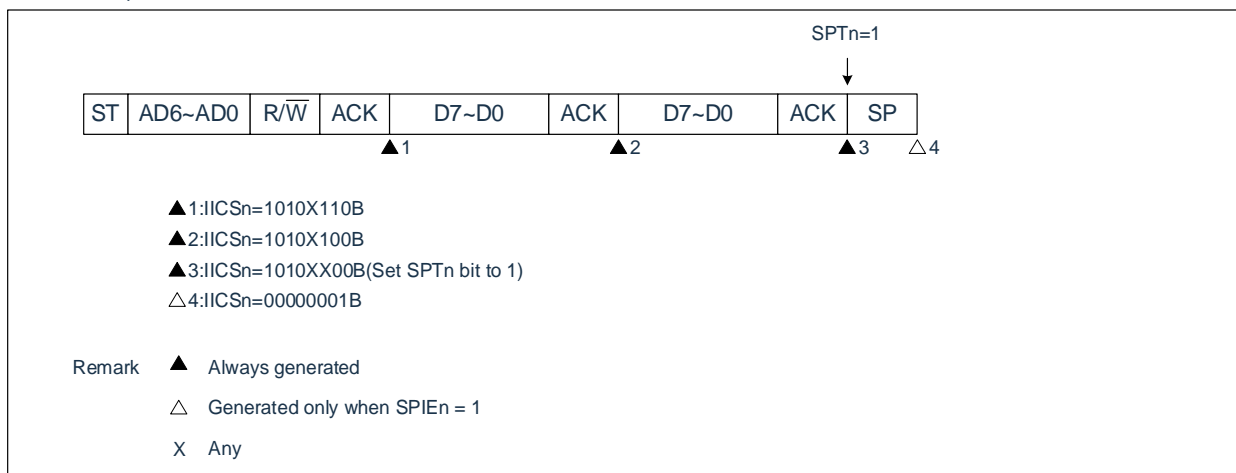 SPTn=1
ST AD6~AD0 R/W ACK D7~D0 ACK D7~D0 ACK SP
▲1 ▲2 ▲3 △4
▲1:IICSn=1010X110B
▲2:IICSn=1010X100B
▲3:IICSn=1010XX00B(Set SPTn bit to 1)
△4:IICSn=00000001B
Remark ▲ Always generated
△ Generated only when SPIEn = 1
X Any